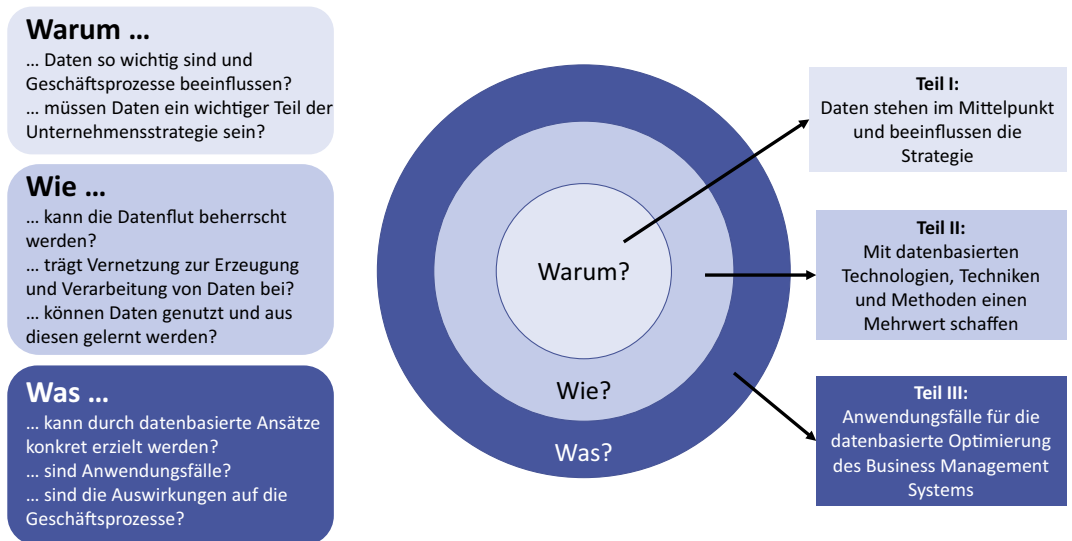 Warum ...
... Daten so wichtig sind und
Geschäftsprozesse beeinflussen?
... müssen Daten ein wichtiger Teil der
Unternehmensstrategie sein?
Wie ...
... kann die Datenflut beherrscht
werden?
... trägt Vernetzung zur Erzeugung
und Verarbeitung von Daten bei?
... können Daten genutzt und aus
diesen gelernt werden?
Was ...
... kann durch datenbasierte Ansätze
konkret erzielt werden?
... sind Anwendungsfälle?
... sind die Auswirkungen auf die
Geschäftsprozesse?
Warum?
Wie?
Was?
Teil I:
Daten stehen im Mittelpunkt
und beeinflussen die
Strategie
Teil II:
Mit datenbasierten
Technologien, Techniken
und Methoden einen
Mehrwert schaffen
Teil III:
Anwendungsfälle für die
datenbasierte Optimierung
des Business Management
Systems